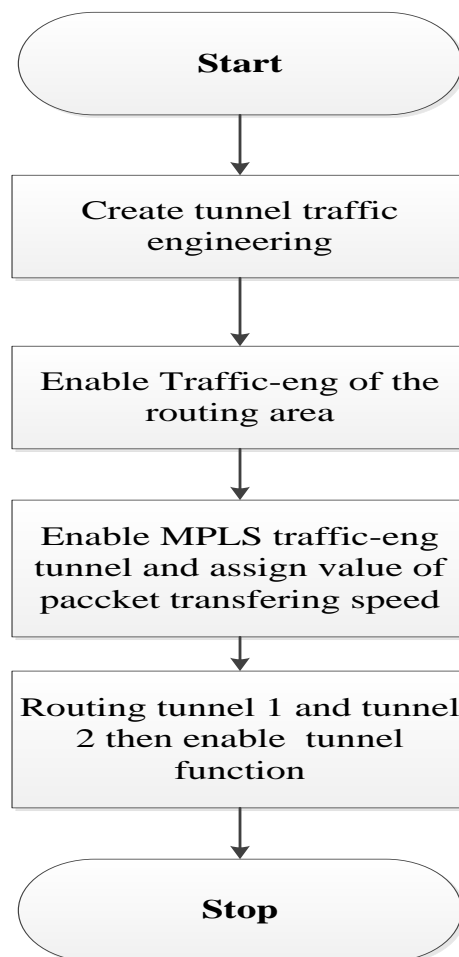 Start
Create tunnel traffic
engineering
Enable Traffic-eng of the
routing area
Enable MPLS traffic-eng
tunnel and assign value of
paccket transfering speed
Routing tunnel 1 and tunnel
2 then enable tunnel
function
Stop